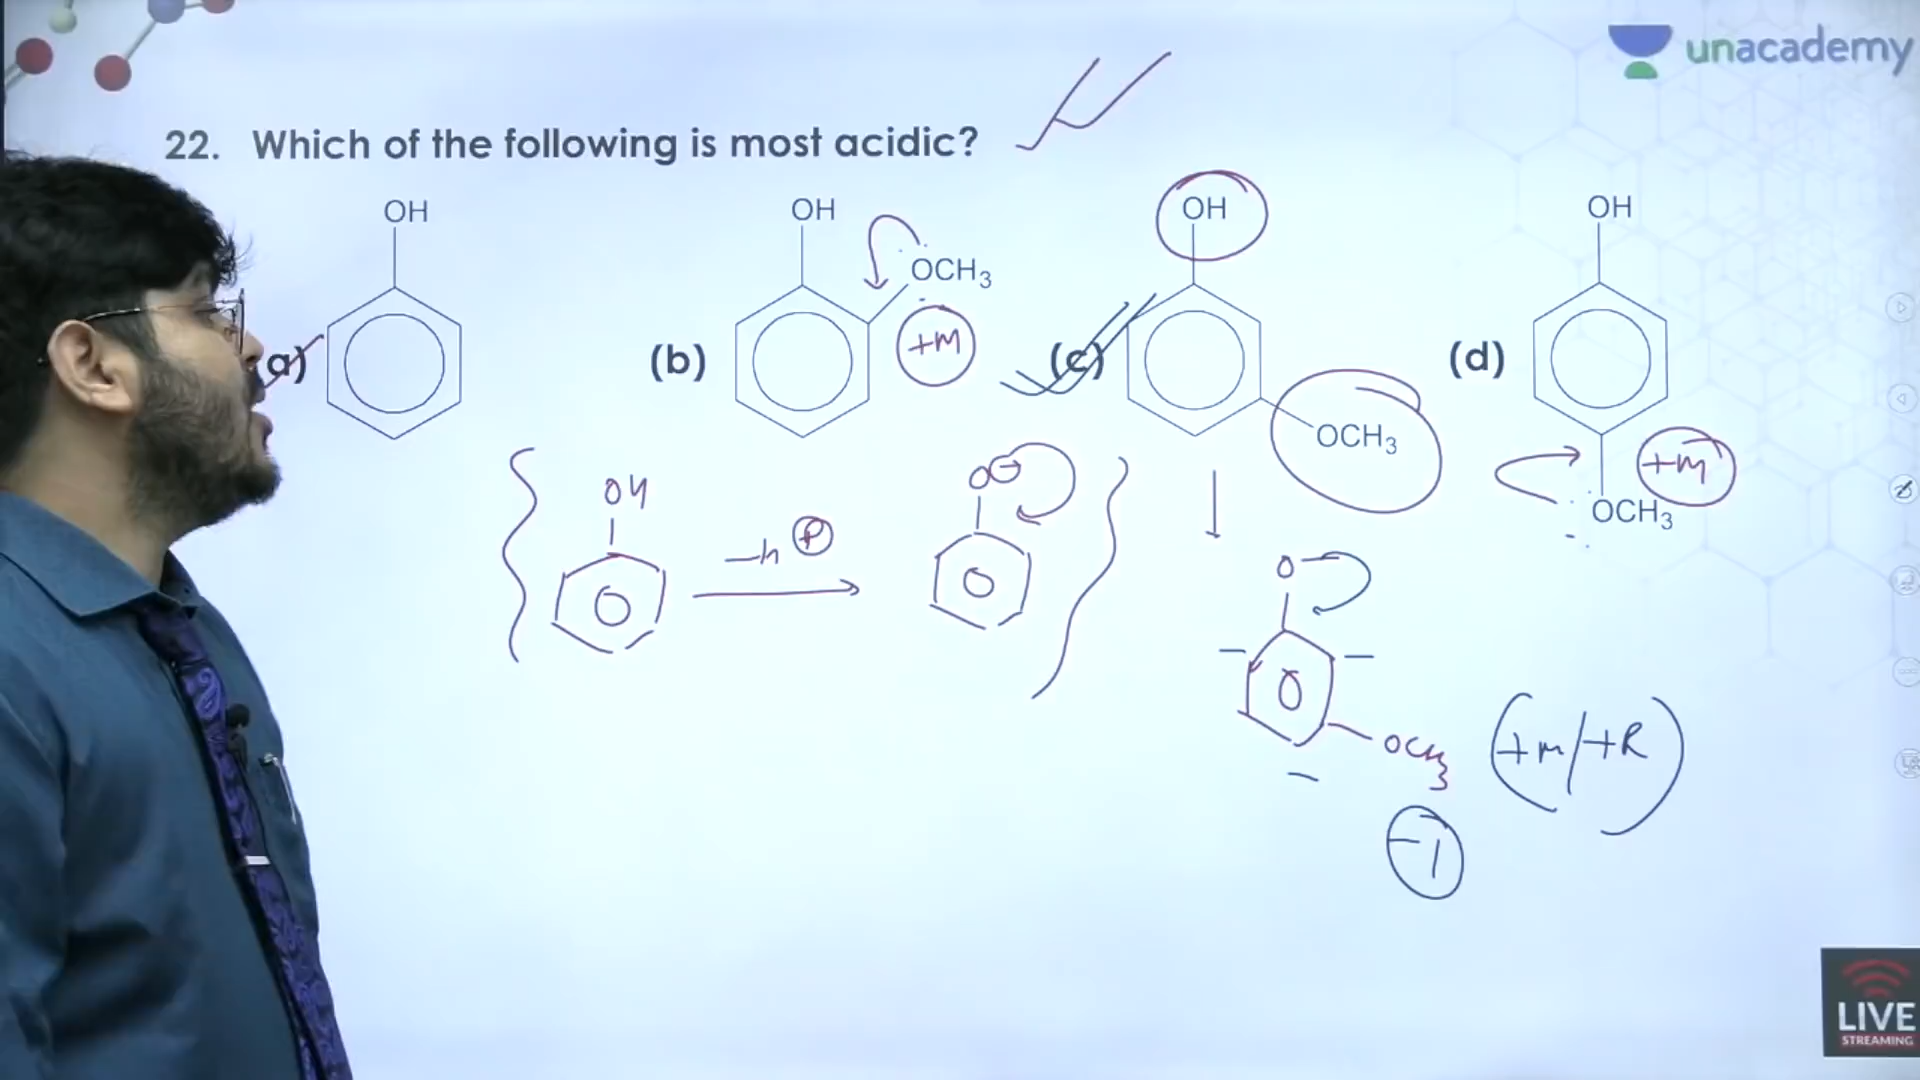 unacademy
22. Which of the following is most acidic?
OH
OH
OCH3
OH
OCH3
OH
OCH3
a)
(b)
+M
(c)
(d)
+M
OH
-H ⊕
O⊖
O
OCH3
(+M/+R)
-I
LIVE
STREAMING